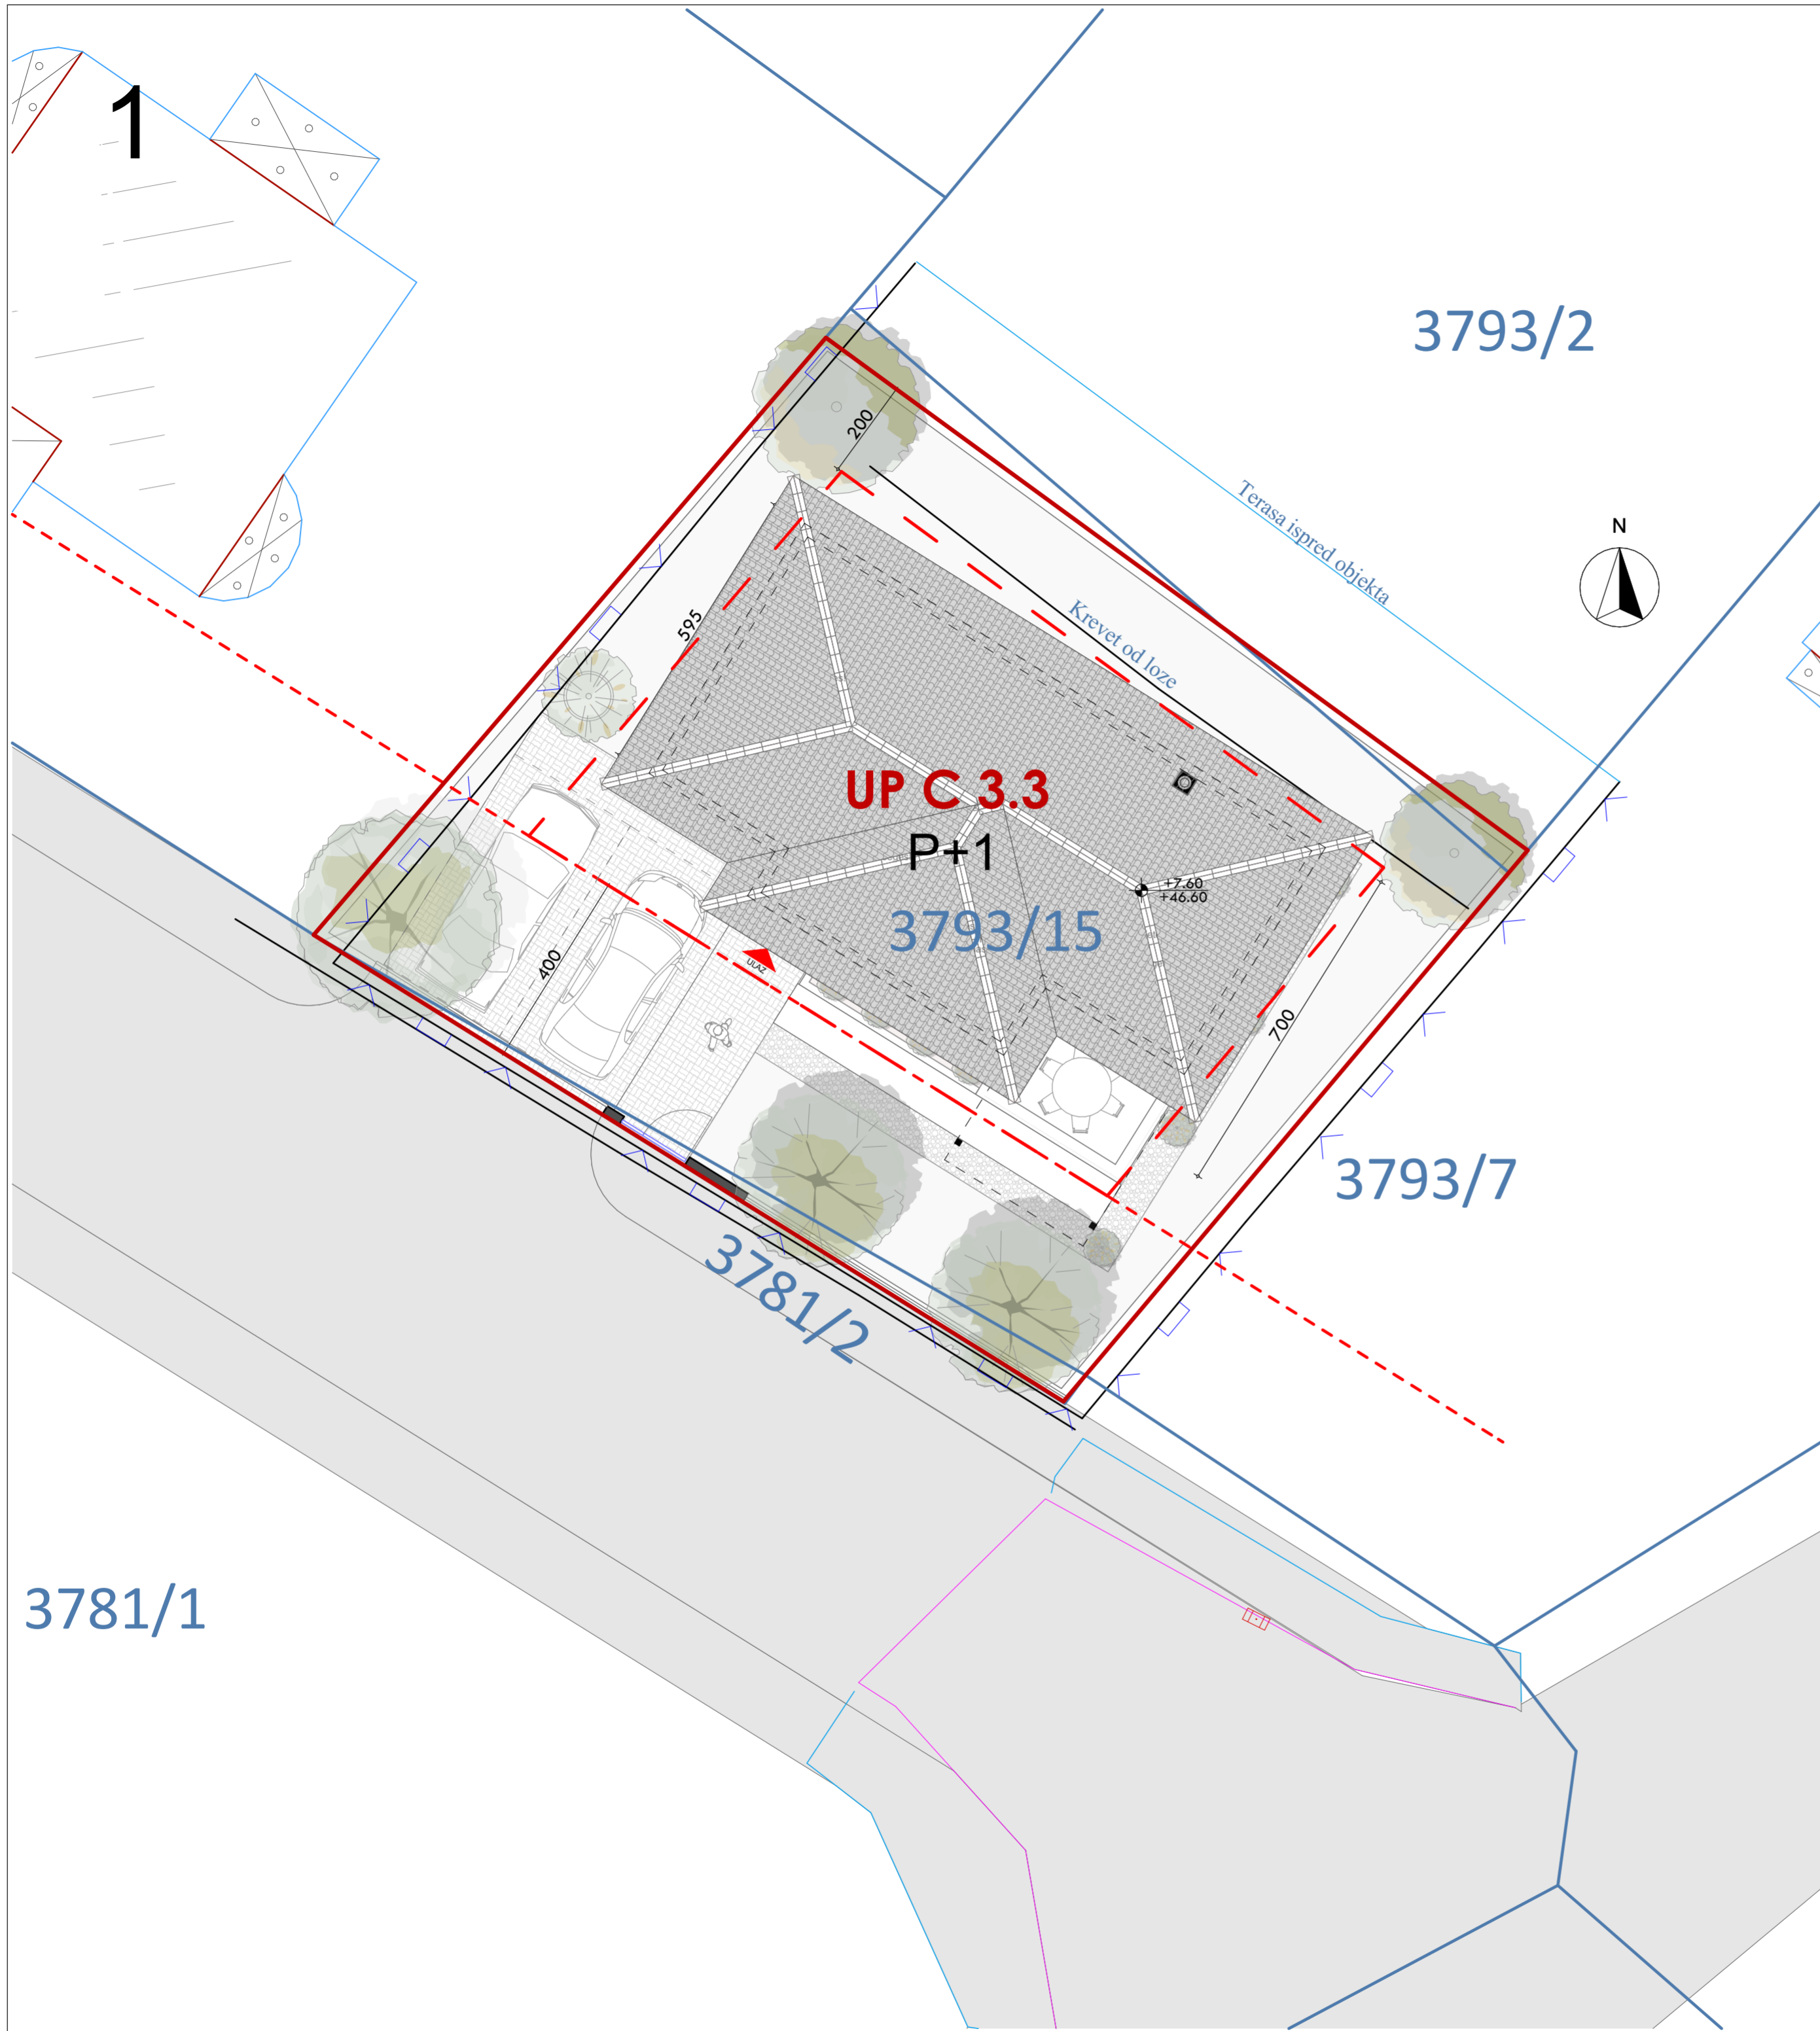 1
3793/2
200
Terasa ispred objekta
N
595
Krevet od loze
UP C 3.3
P+1
+7.60
+46.60
3793/15
400
ULAZ
700
3793/7
3781/2
3781/1